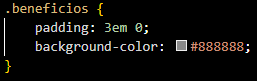 .beneficios {
    padding: 3em 0;
    background-color: #888888;
}